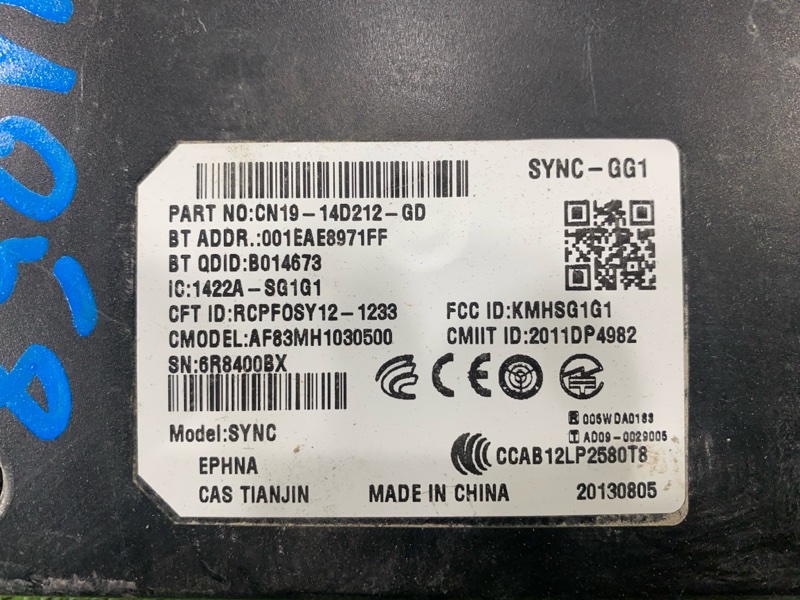 SYNC-GG1
PART NO:CN19-14D212-GD
BT ADDR.:001EAE8971FF
BT QDID:B014673
IC:1422A-SG1G1
CFT ID:RCPFOSY12-1233
FCC ID:KMHSG1G1
CMODEL:AF83MH1030500
CMIIT ID:2011DP4982
SN:6R8400BX
CE
R 005WDA0183
T AD09-0029005
Model:SYNC
CCAB12LP2580T8
EPHNA
CAS TIANJIN
MADE IN CHINA
20130805